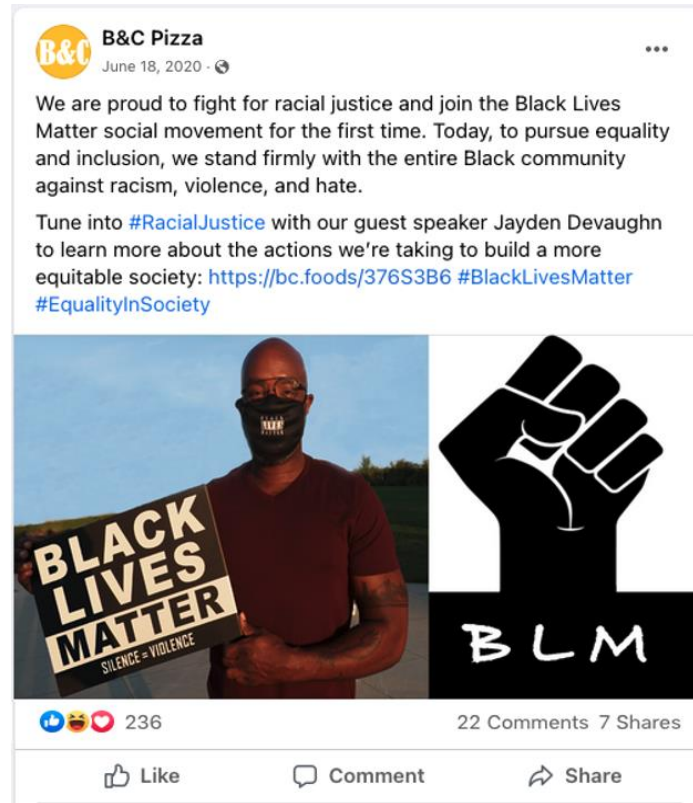 B&C
B&C Pizza
June 18, 2020 ·
We are proud to fight for racial justice and join the Black Lives
Matter social movement for the first time. Today, to pursue equality
and inclusion, we stand firmly with the entire Black community
against racism, violence, and hate.
Tune into #RacialJustice with our guest speaker Jayden Devaughn
to learn more about the actions we’re taking to build a more
equitable society: https://bc.foods/376S3B6 #BlackLivesMatter
#EqualityInSociety
BLACK
LIVES
MATTER
BLACK
LIVES
MATTER
SILENCE = VIOLENCE
BLM
236
22 Comments 7 Shares
Like
Comment
Share